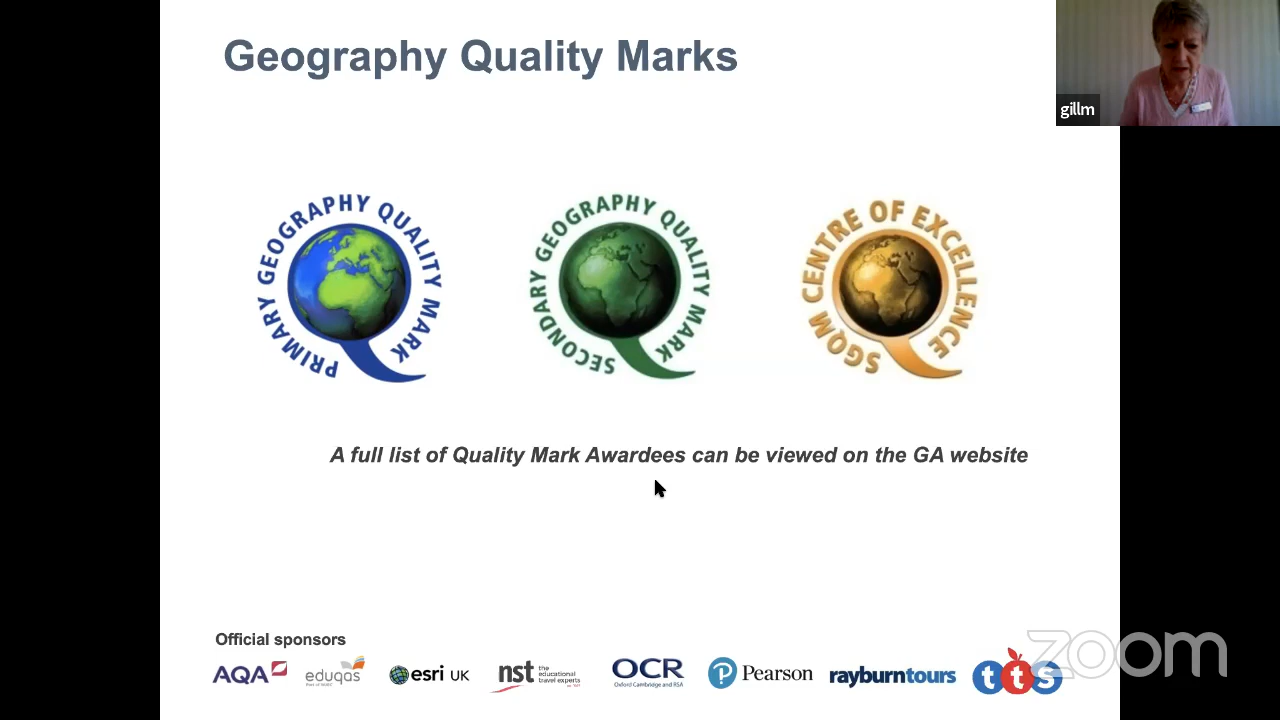 Geography Quality Marks
gillm
PRIMARY GEOGRAPHY QUALITY MARK
SECONDARY GEOGRAPHY QUALITY MARK
SGQM CENTRE OF EXCELLENCE
A full list of Quality Mark Awardees can be viewed on the GA website
Official sponsors
AQA
eduqas
esri UK
nst the
educational
travel experts
OCR
Oxford Cambridge and RSA
Pearson
rayburntours
tts
zoom